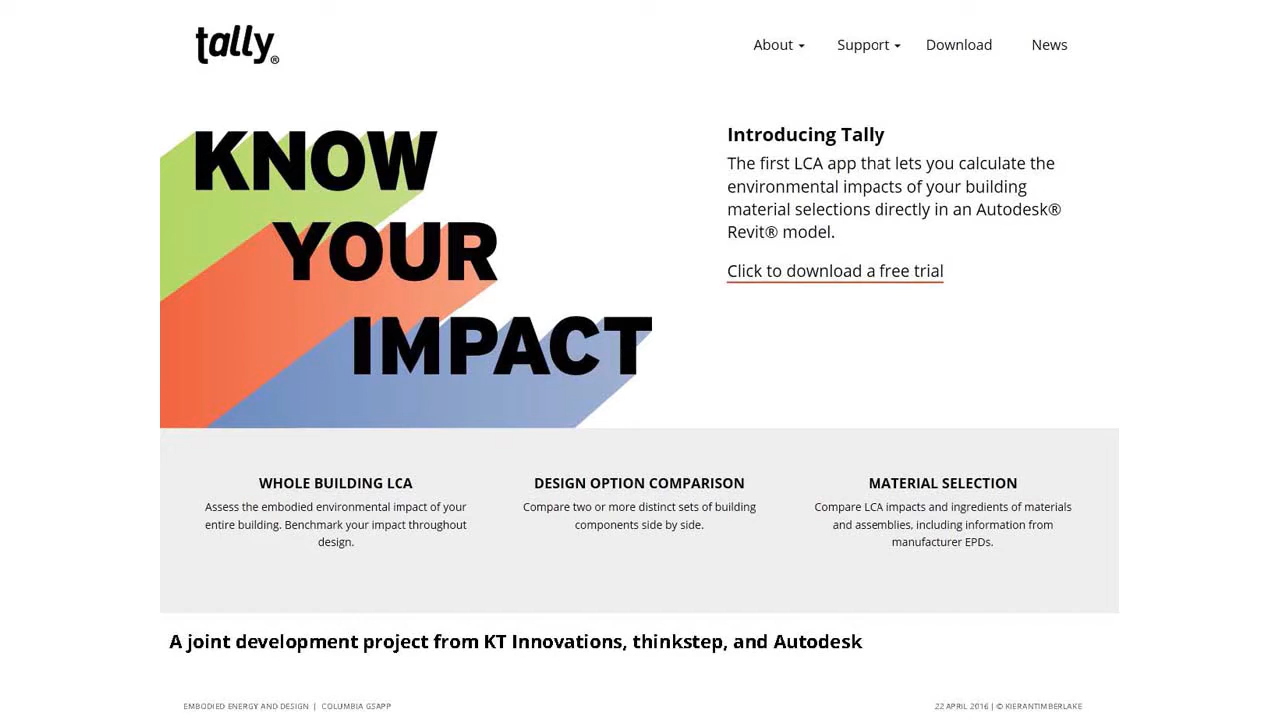 tally®
About Support Download News
KNOW
YOUR
IMPACT
Introducing Tally
The first LCA app that lets you calculate the
environmental impacts of your building
material selections directly in an Autodesk®
Revit® model.
Click to download a free trial
WHOLE BUILDING LCA
Assess the embodied environmental impact of your
entire building. Benchmark your impact throughout
design.
DESIGN OPTION COMPARISON
Compare two or more distinct sets of building
components side by side.
MATERIAL SELECTION
Compare LCA impacts and ingredients of materials
and assemblies, including information from
manufacturer EPDs.
A joint development project from KT Innovations, thinkstep, and Autodesk
EMBODIED ENERGY AND DESIGN | COLUMBIA GSAPP
22 APRIL 2016 | © KIERANTIMBERLAKE